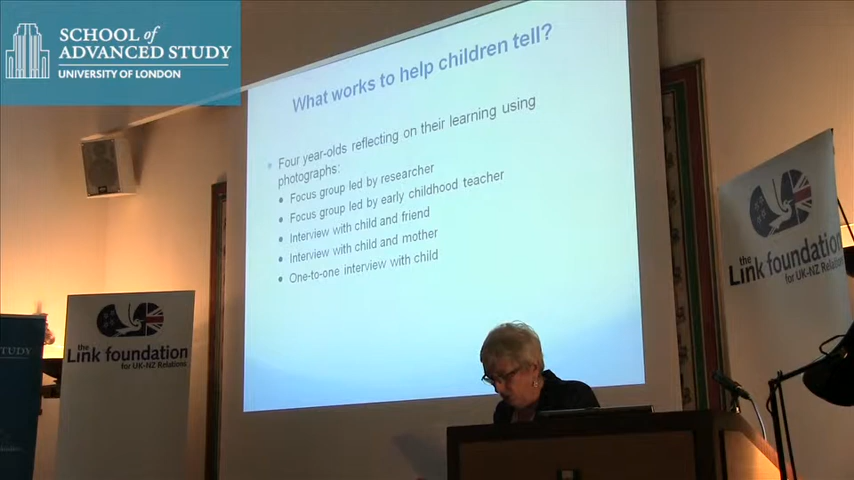 SCHOOL of
ADVANCED STUDY
UNIVERSITY OF LONDON
What works to help children tell?
Four year-olds reflecting on their learning using
photographs:
Focus group led by researcher
Focus group led by early childhood teacher
Interview with child and friend
Interview with child and mother
One-to-one interview with child
the
Link foundation
for UK-NZ Relations
the
Link foundation
for UK-NZ Relations
STUDY